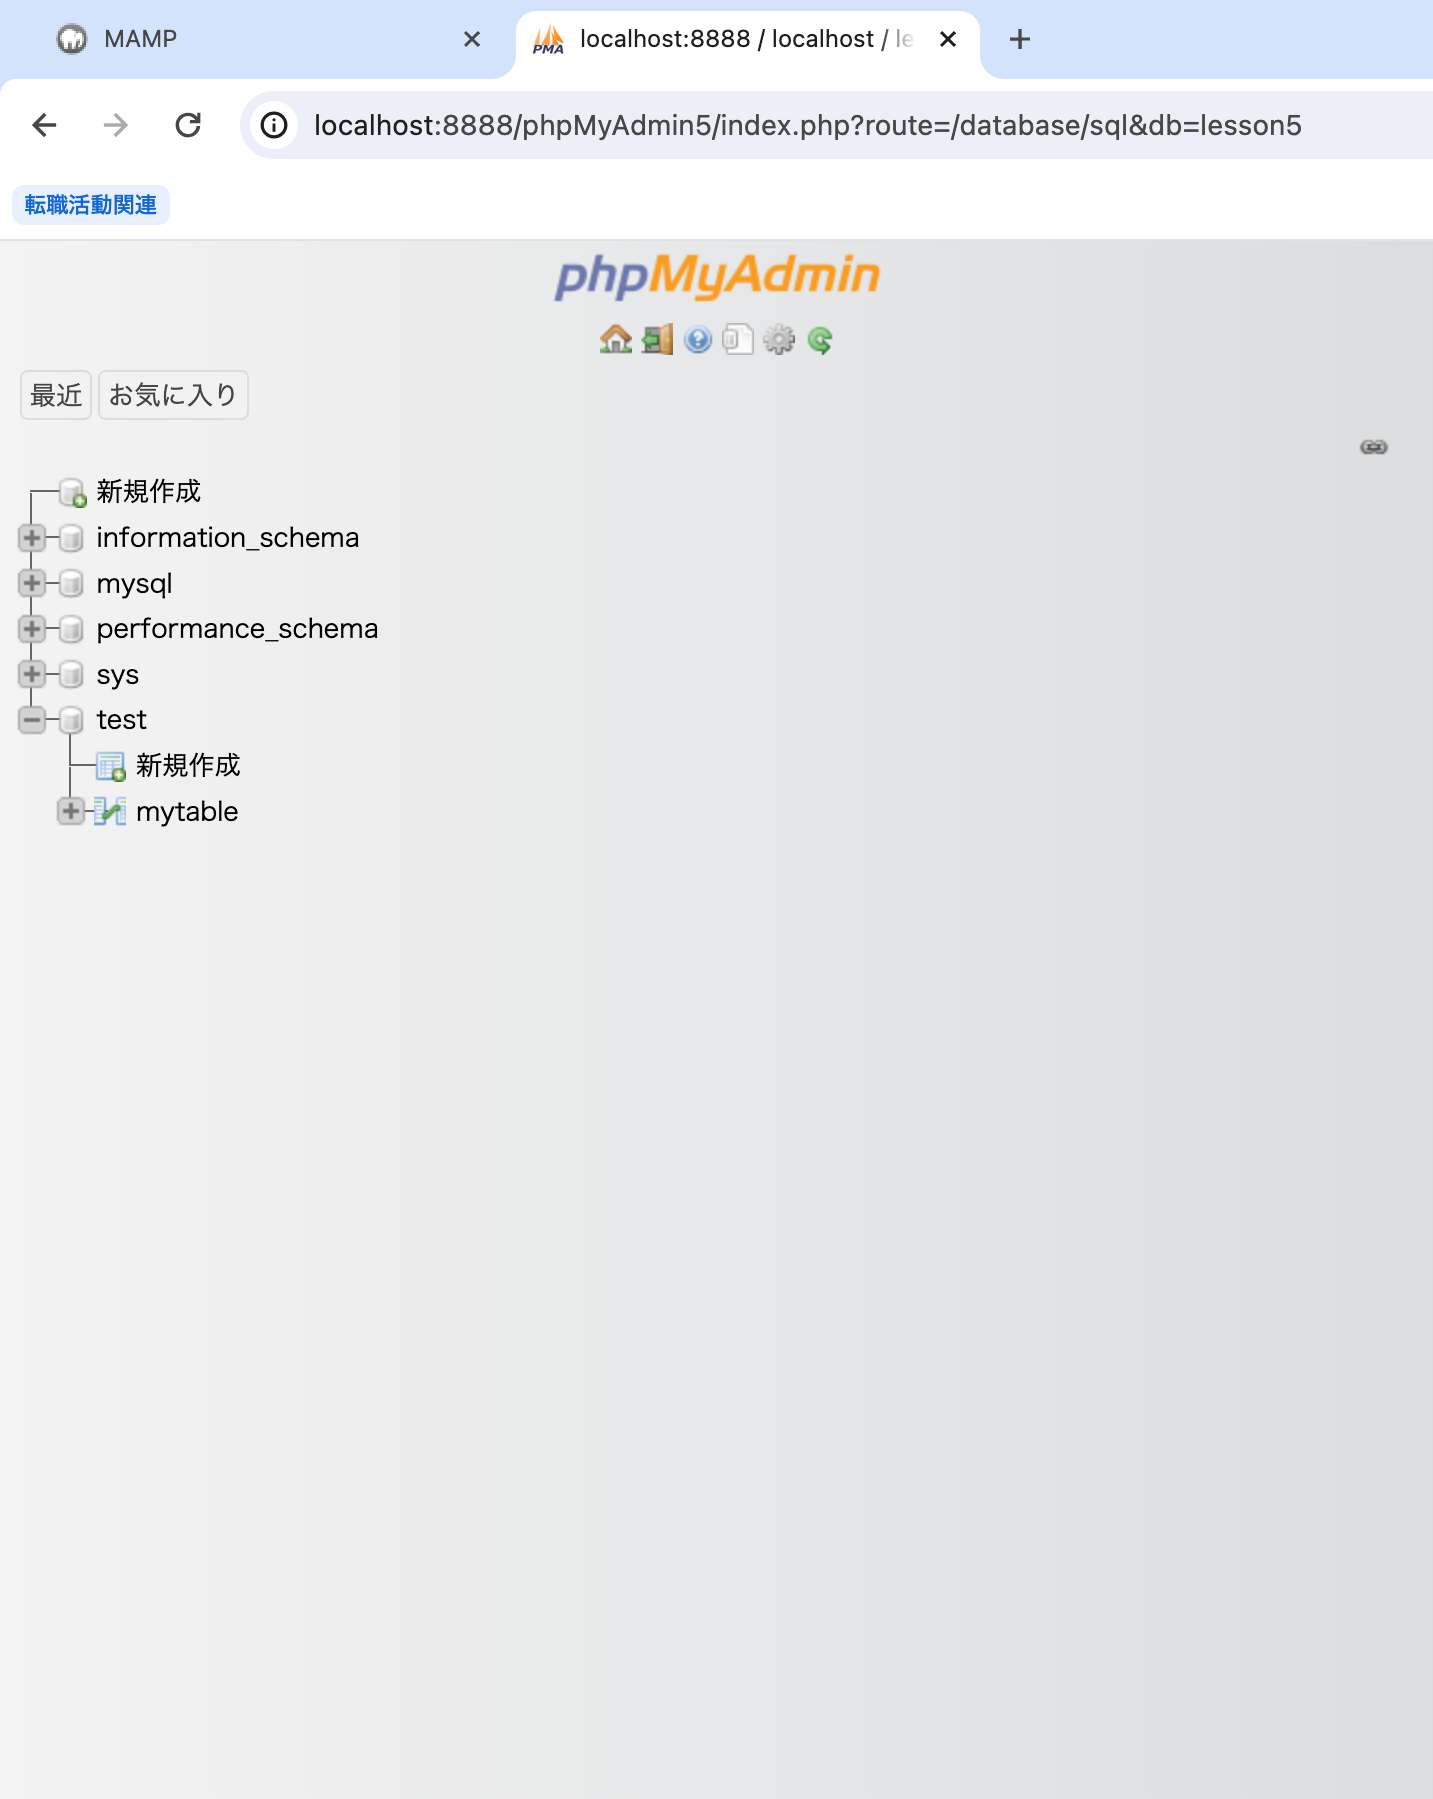 MAMP
localhost:8888 / localhost / le
localhost:8888/phpMyAdmin5/index.php?route=/database/sql&db=lesson5
転職活動関連
phpMyAdmin
最近 お気に入り
新規作成
information_schema
mysql
performance_schema
sys
test
新規作成
mytable